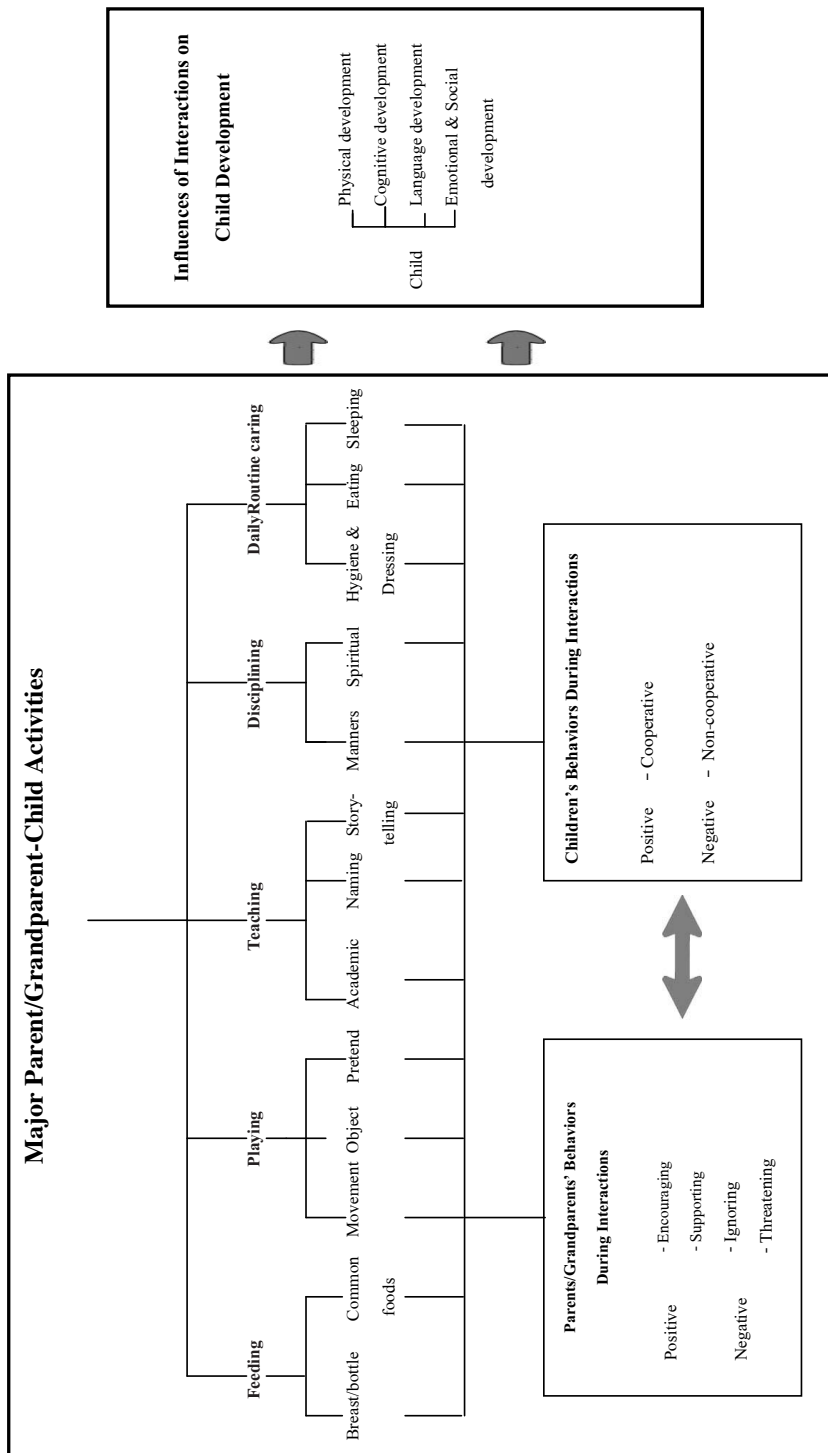 Major Parent/Grandparent-Child Activities
Feeding
Playing
Teaching
Disciplining
DailyRoutine caring
Breast/bottle
Common
foods
Movement
Object
Pretend
Academic
Naming
Story-
telling
Manners
Spiritual
Hygiene &
Dressing
Eating
Sleeping
Parents/Grandparents’ Behaviors
During Interactions
Positive - Encouraging
- Supporting
Negative - Ignoring
- Threatening
Children’s Behaviors During Interactions
Positive – Cooperative
Negative – Non-cooperative
Influences of Interactions on
Child Development
Child
Physical development
Cognitive development
Language development
Emotional & Social
development